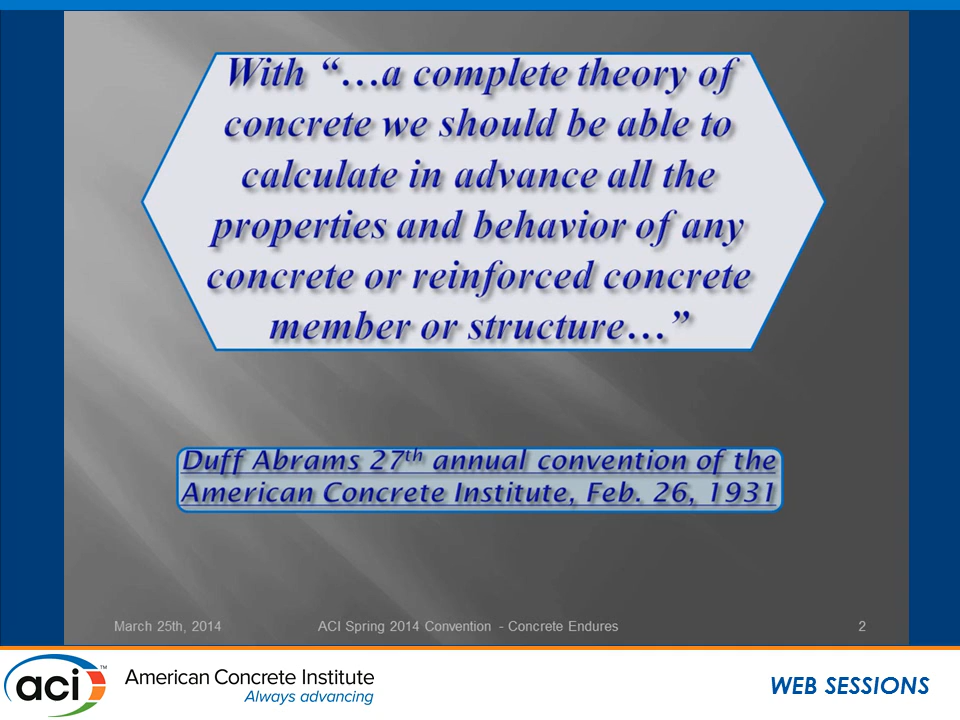 With “…a complete theory of
concrete we should be able to
calculate in advance all the
properties and behavior of any
concrete or reinforced concrete
member or structure…”
Duff Abrams 27th annual convention of the
American Concrete Institute, Feb. 26, 1931
March 25th, 2014
ACI Spring 2014 Convention - Concrete Endures
2
aci™
American Concrete Institute
Always advancing
WEB SESSIONS